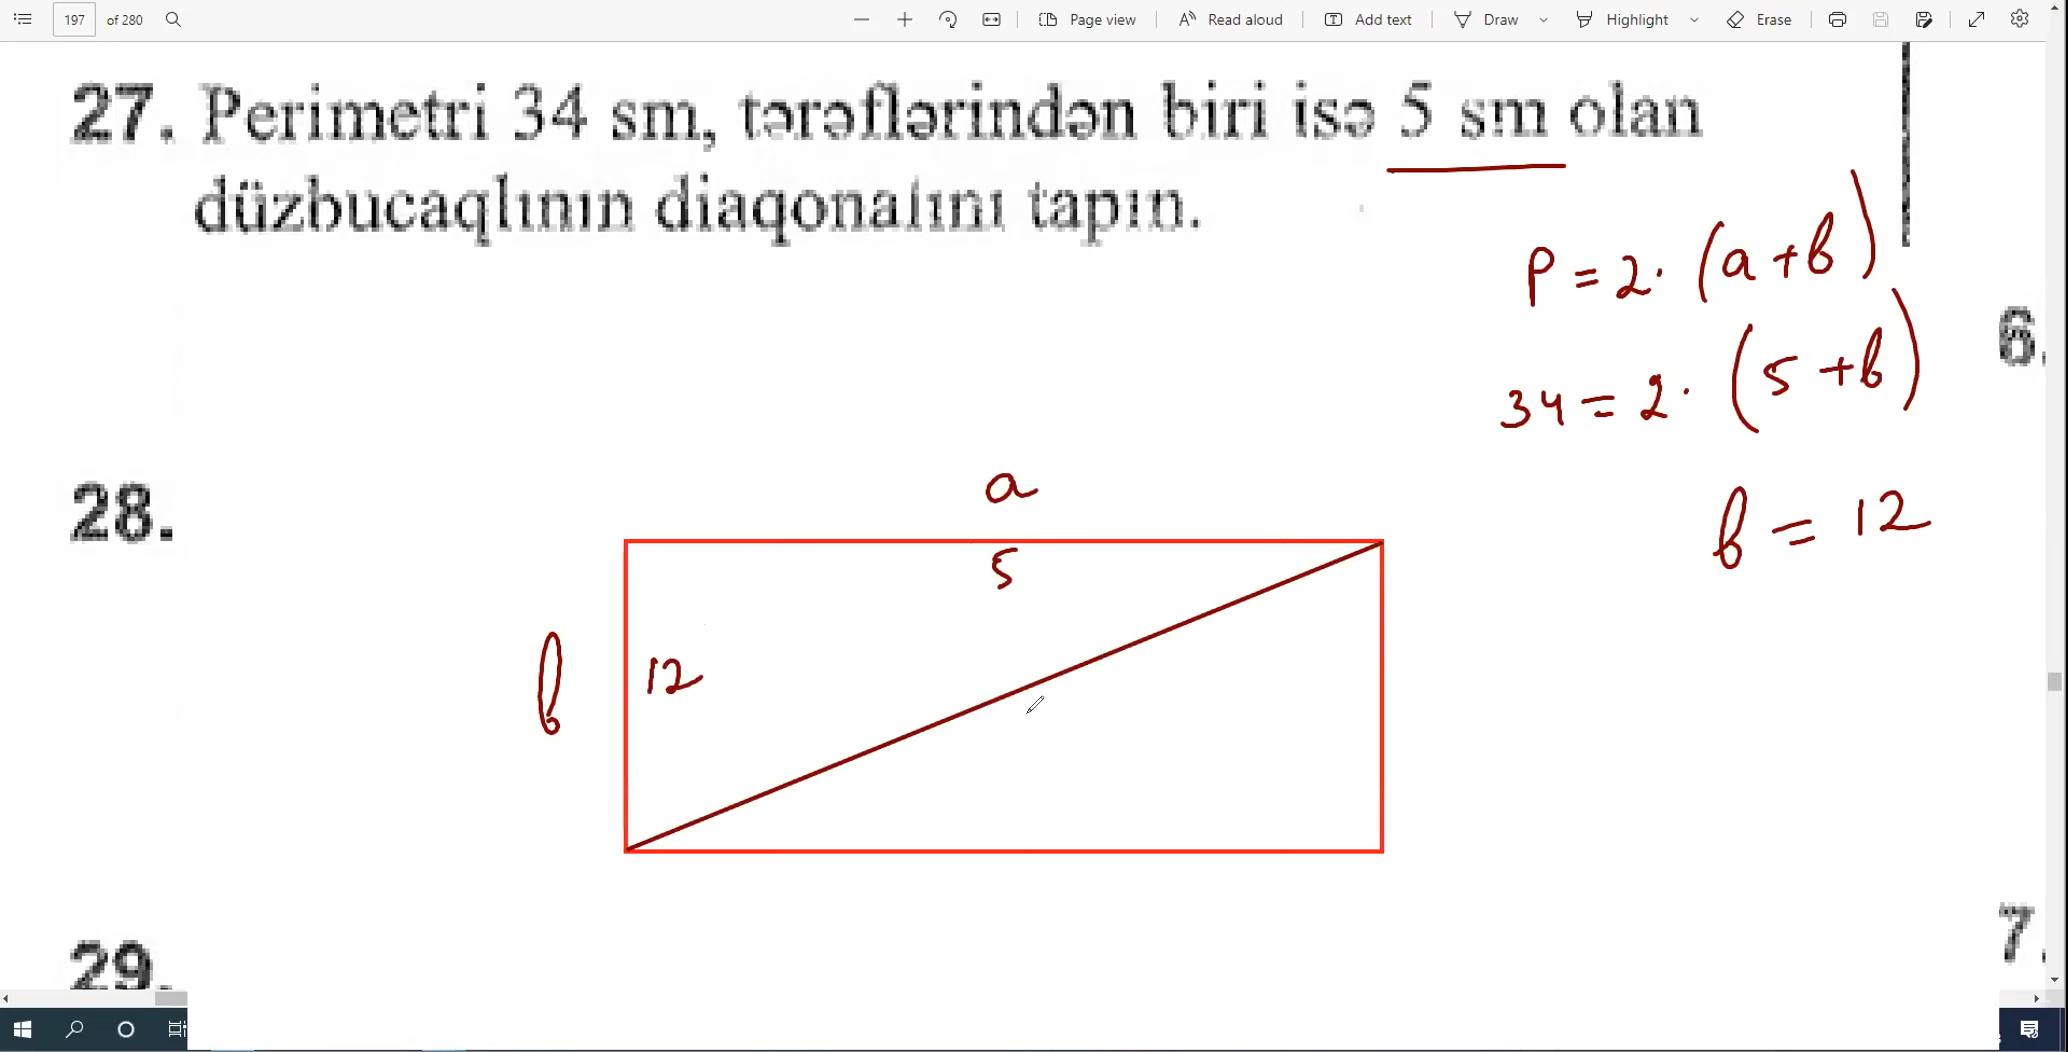 197 of 280 Page view Read aloud Add text Draw Highlight Erase
27. Perimetri 34 sm, tərəflərindən biri isə 5 sm olan
düzbucaqlının diaqonalını tapın.
P = 2 · (a + b)
34 = 2 · (5 + b)
b = 12
6.
28.
a
5
b
12
29.
7.